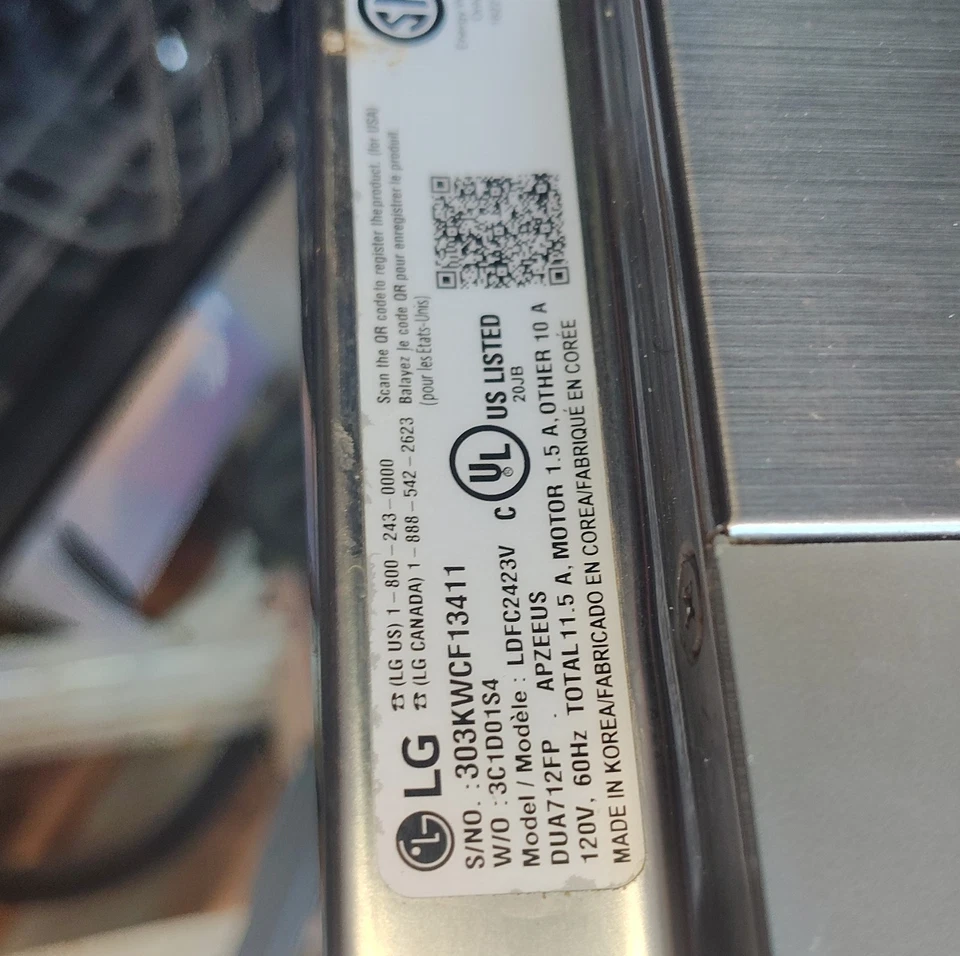 LG
(LG US) 1-800-243-0000
(LG CANADA) 1-888-542-2623
Scan the QR code to register the product. (for USA)
Balayez le code QR pour enregistrer le produit.
(pour les Etats-Unis)
S/NO. : 303KWCF13411
W/O : 3C1D01S4
Model / Modèle : LDFC2423V
DUA712FP . APZEEUS
C UL ® US LISTED
20JB
120V, 60Hz TOTAL 11.5 A, MOTOR 1.5 A, OTHER 10 A
MADE IN KOREA/FABRICADO EN COREA/FABRIQUÉ EN CORÉE